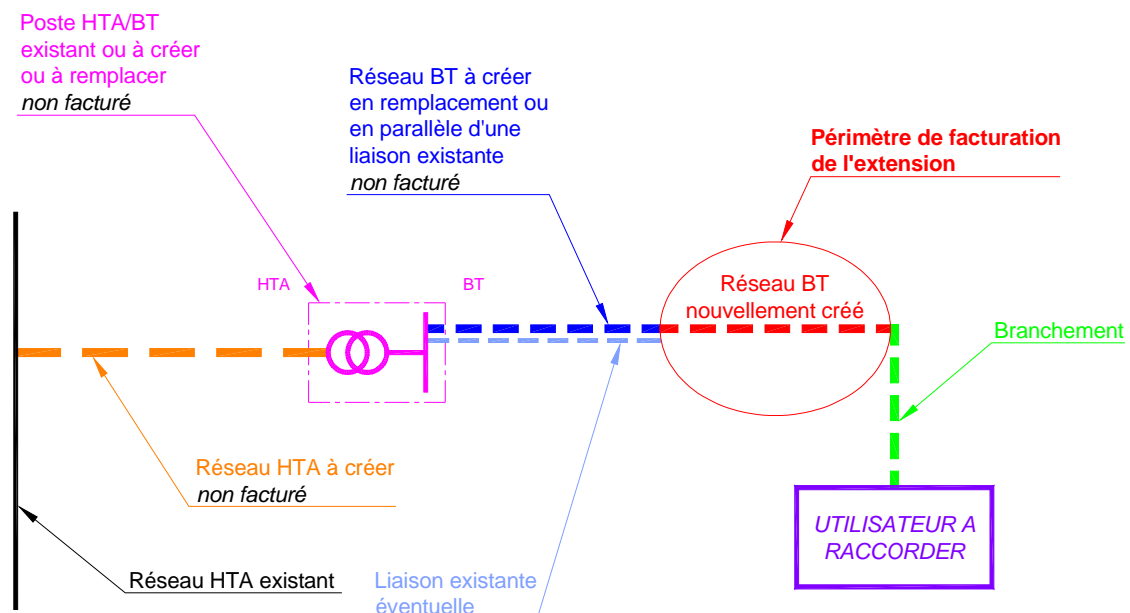 Poste HTA/BT
existant ou à créer
ou à remplacer
non facturé
Réseau BT à créer
en remplacement ou
en parallèle d'une
liaison existante
non facturé
Périmètre de facturation
de l'extension
HTA
BT
Réseau BT
nouvellement créé
Branchement
Réseau HTA à créer
non facturé
UTILISATEUR A
RACCORDER
Réseau HTA existant
Liaison existante
éventuelle